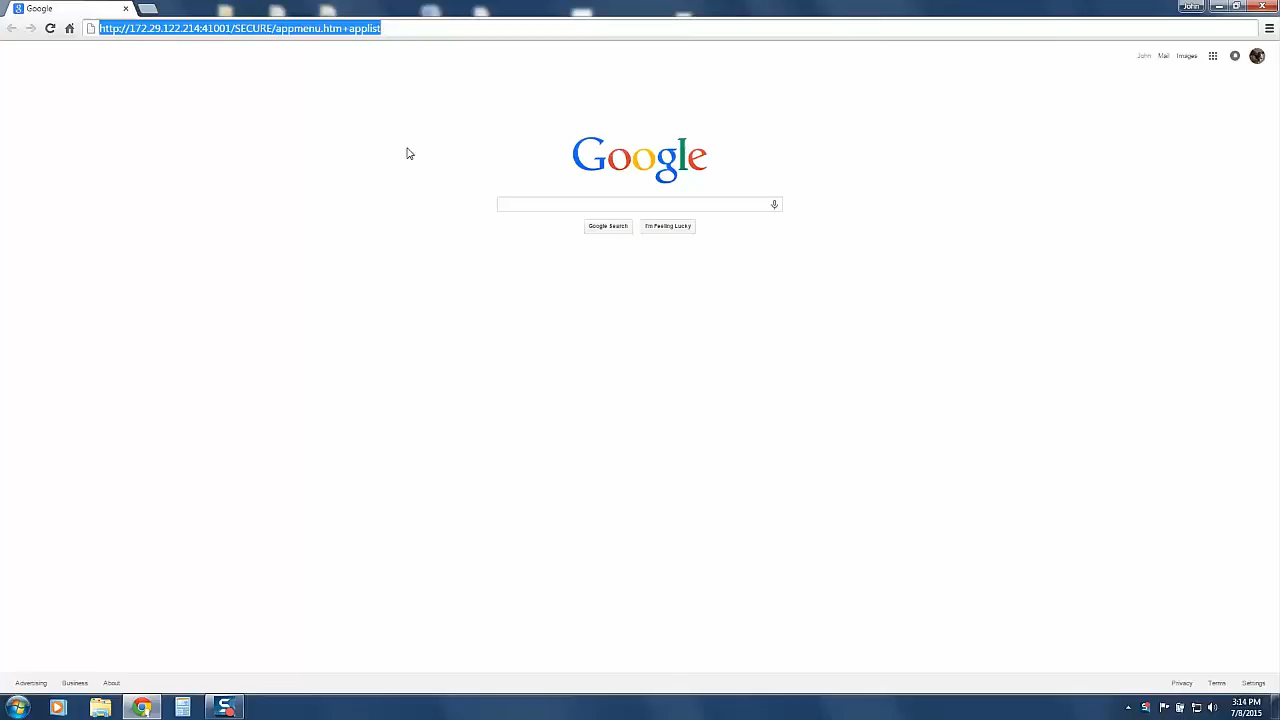 Google
John
http://172.29.122.214:41001/SECURE/appmenu.htm+applist
John Mail Images
Google
Google Search I'm Feeling Lucky
Advertising Business About Privacy Terms Settings
3:14 PM
7/8/2015